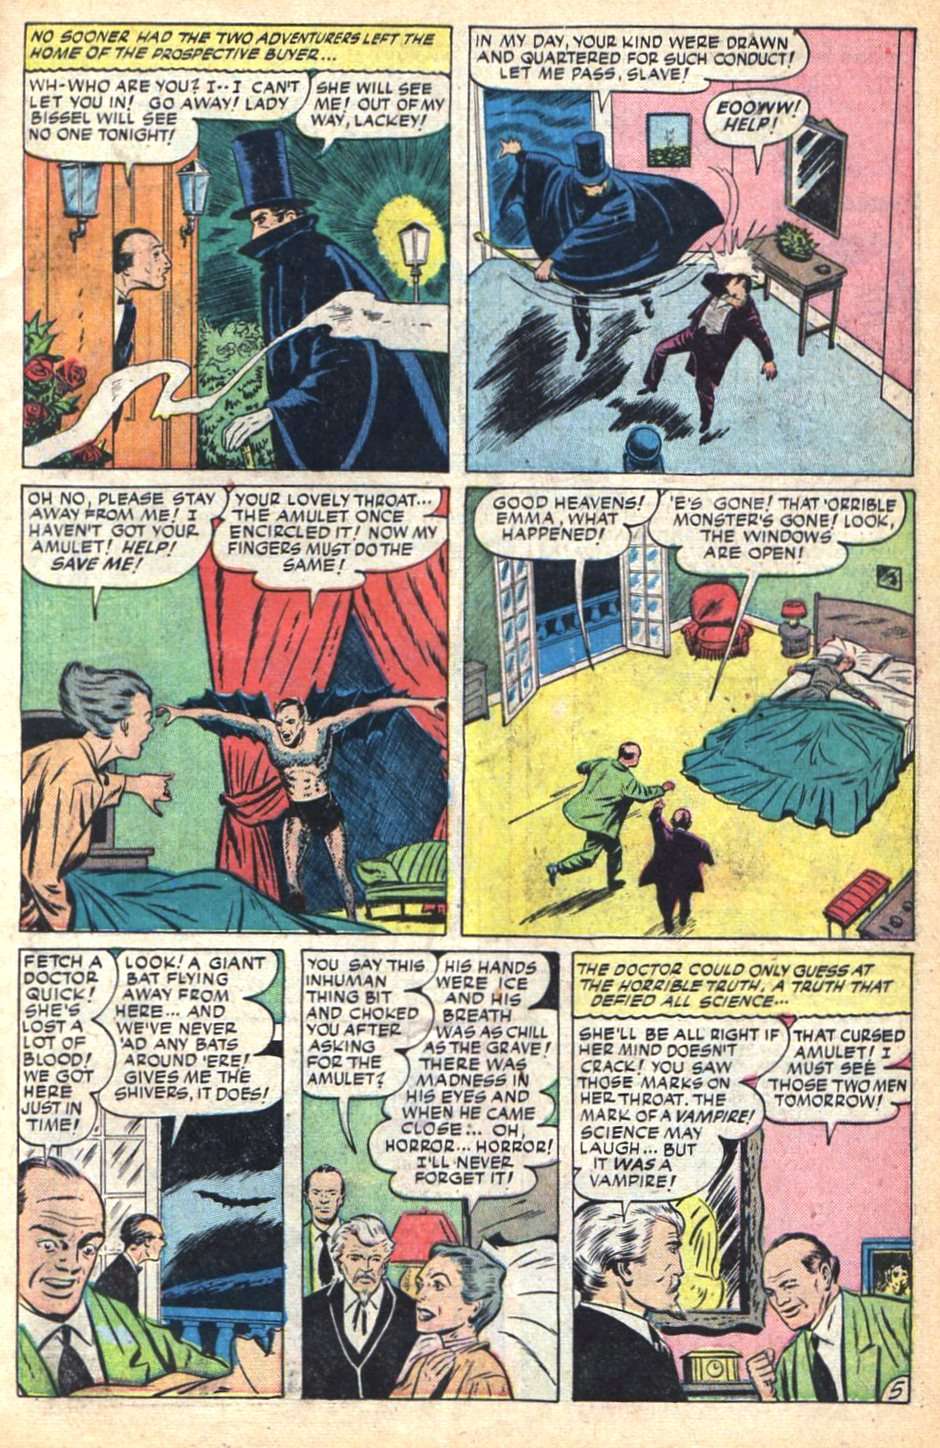 NO SOONER HAD THE TWO ADVENTURERS LEFT THE
HOME OF THE PROSPECTIVE BUYER...
WH-WHO ARE YOU? I--I CAN'T
LET YOU IN! GO AWAY! LADY
BISSEL WILL SEE
NO ONE TONIGHT!
SHE WILL SEE
ME! OUT OF MY
WAY, LACKEY!
IN MY DAY, YOUR KIND WERE DRAWN
AND QUARTERED FOR SUCH CONDUCT!
LET ME PASS, SLAVE!
EOOYWW!
HELP!
OH NO, PLEASE STAY
AWAY FROM ME! I
HAVEN'T GOT YOUR
AMULET! HELP!
SAVE ME!
YOUR LOVELY THROAT...
THE AMULET ONCE
ENCIRCLED IT! NOW MY
FINGERS MUST DO THE
SAME!
GOOD HEAVENS!
EMMA, WHAT
HAPPENED!
'E'S GONE! THAT 'ORRIBLE
MONSTER'S GONE! LOOK,
THE WINDOWS
ARE OPEN!
FETCH A
DOCTOR
QUICK!
SHE'S
LOST A
LOT OF
BLOOD!
WE GOT
HERE
JUST IN
TIME!
LOOK! A GIANT
BAT FLYING
AWAY FROM
HERE... AND
WE'VE NEVER
'AD ANY BATS
AROUND 'ERE!
GIVES ME THE
SHIVERS, IT DOES!
YOU SAY THIS
INHUMAN
THING BIT
AND CHOKED
YOU AFTER
ASKING
FOR THE
AMULET?
HIS HANDS
WERE ICE
AND HIS
BREATH
WAS AS CHILL
AS THE GRAVE!
THERE WAS
MADNESS IN
HIS EYES AND
WHEN HE CAME
CLOSE... OH,
HORROR... HORROR!
I'LL NEVER
FORGET IT!
THE DOCTOR COULD ONLY GUESS AT
THE HORRIBLE TRUTH, A TRUTH THAT
DEFIED ALL SCIENCE...
SHE'LL BE ALL RIGHT IF
HER MIND DOESN'T
CRACK! YOU SAW
THOSE MARKS ON
HER THROAT. THE
MARK OF A VAMPIRE!
SCIENCE MAY
LAUGH... BUT
IT WAS A
VAMPIRE!
THAT CURSED
AMULET! I
MUST SEE
THOSE TWO MEN
TOMORROW!
5